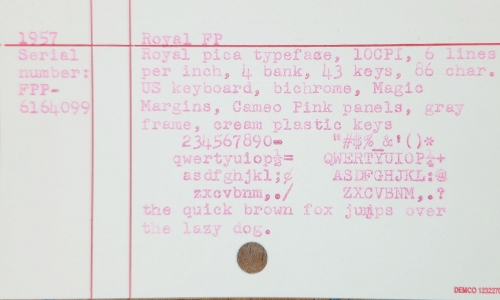 1957 Royal FP
Serial Royal pica typeface, 10CPI, 6 lines
number: per inch, 4 bank, 43 keys, 86 char.
FPP- US keyboard, bichrome, Magic
6164099 Margins, Cameo Pink panels, gray
frame, cream plastic keys
234567890- "#$%_&'()*
qwertyuiop½= QWERTYUIOP¼+
asdfghjkl;¢ ASDFGHJKL:@
zxcvbnm,./ ZXCVBNM,.?
the quick brown fox jumps over
the lazy dog.
DEMCO